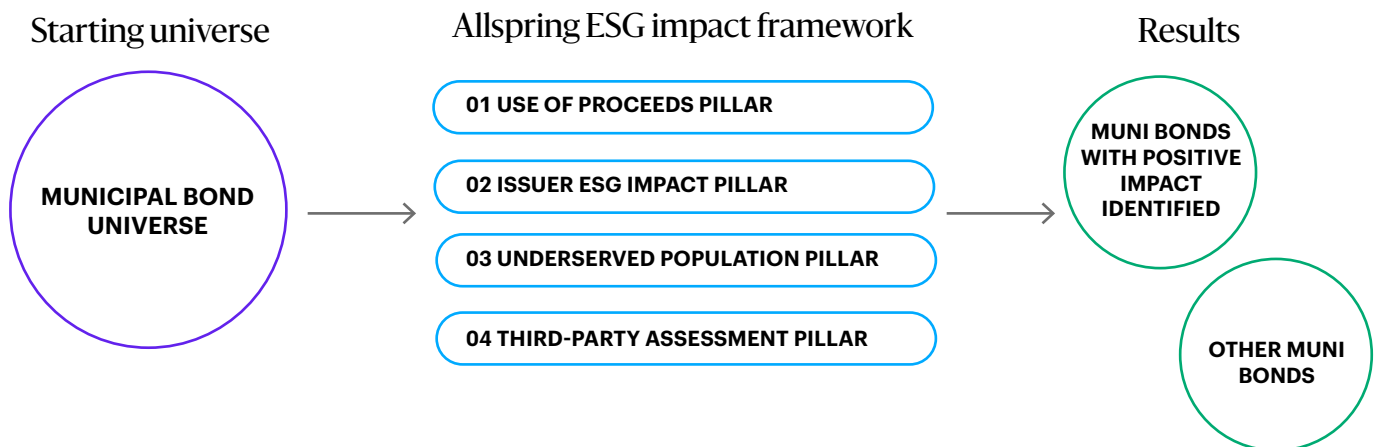 Starting universe
Allspring ESG impact framework
Results
MUNICIPAL BOND
UNIVERSE
01 USE OF PROCEEDS PILLAR
02 ISSUER ESG IMPACT PILLAR
03 UNDERSERVED POPULATION PILLAR
04 THIRD-PARTY ASSESSMENT PILLAR
MUNI BONDS
WITH POSITIVE
IMPACT
IDENTIFIED
OTHER MUNI
BONDS